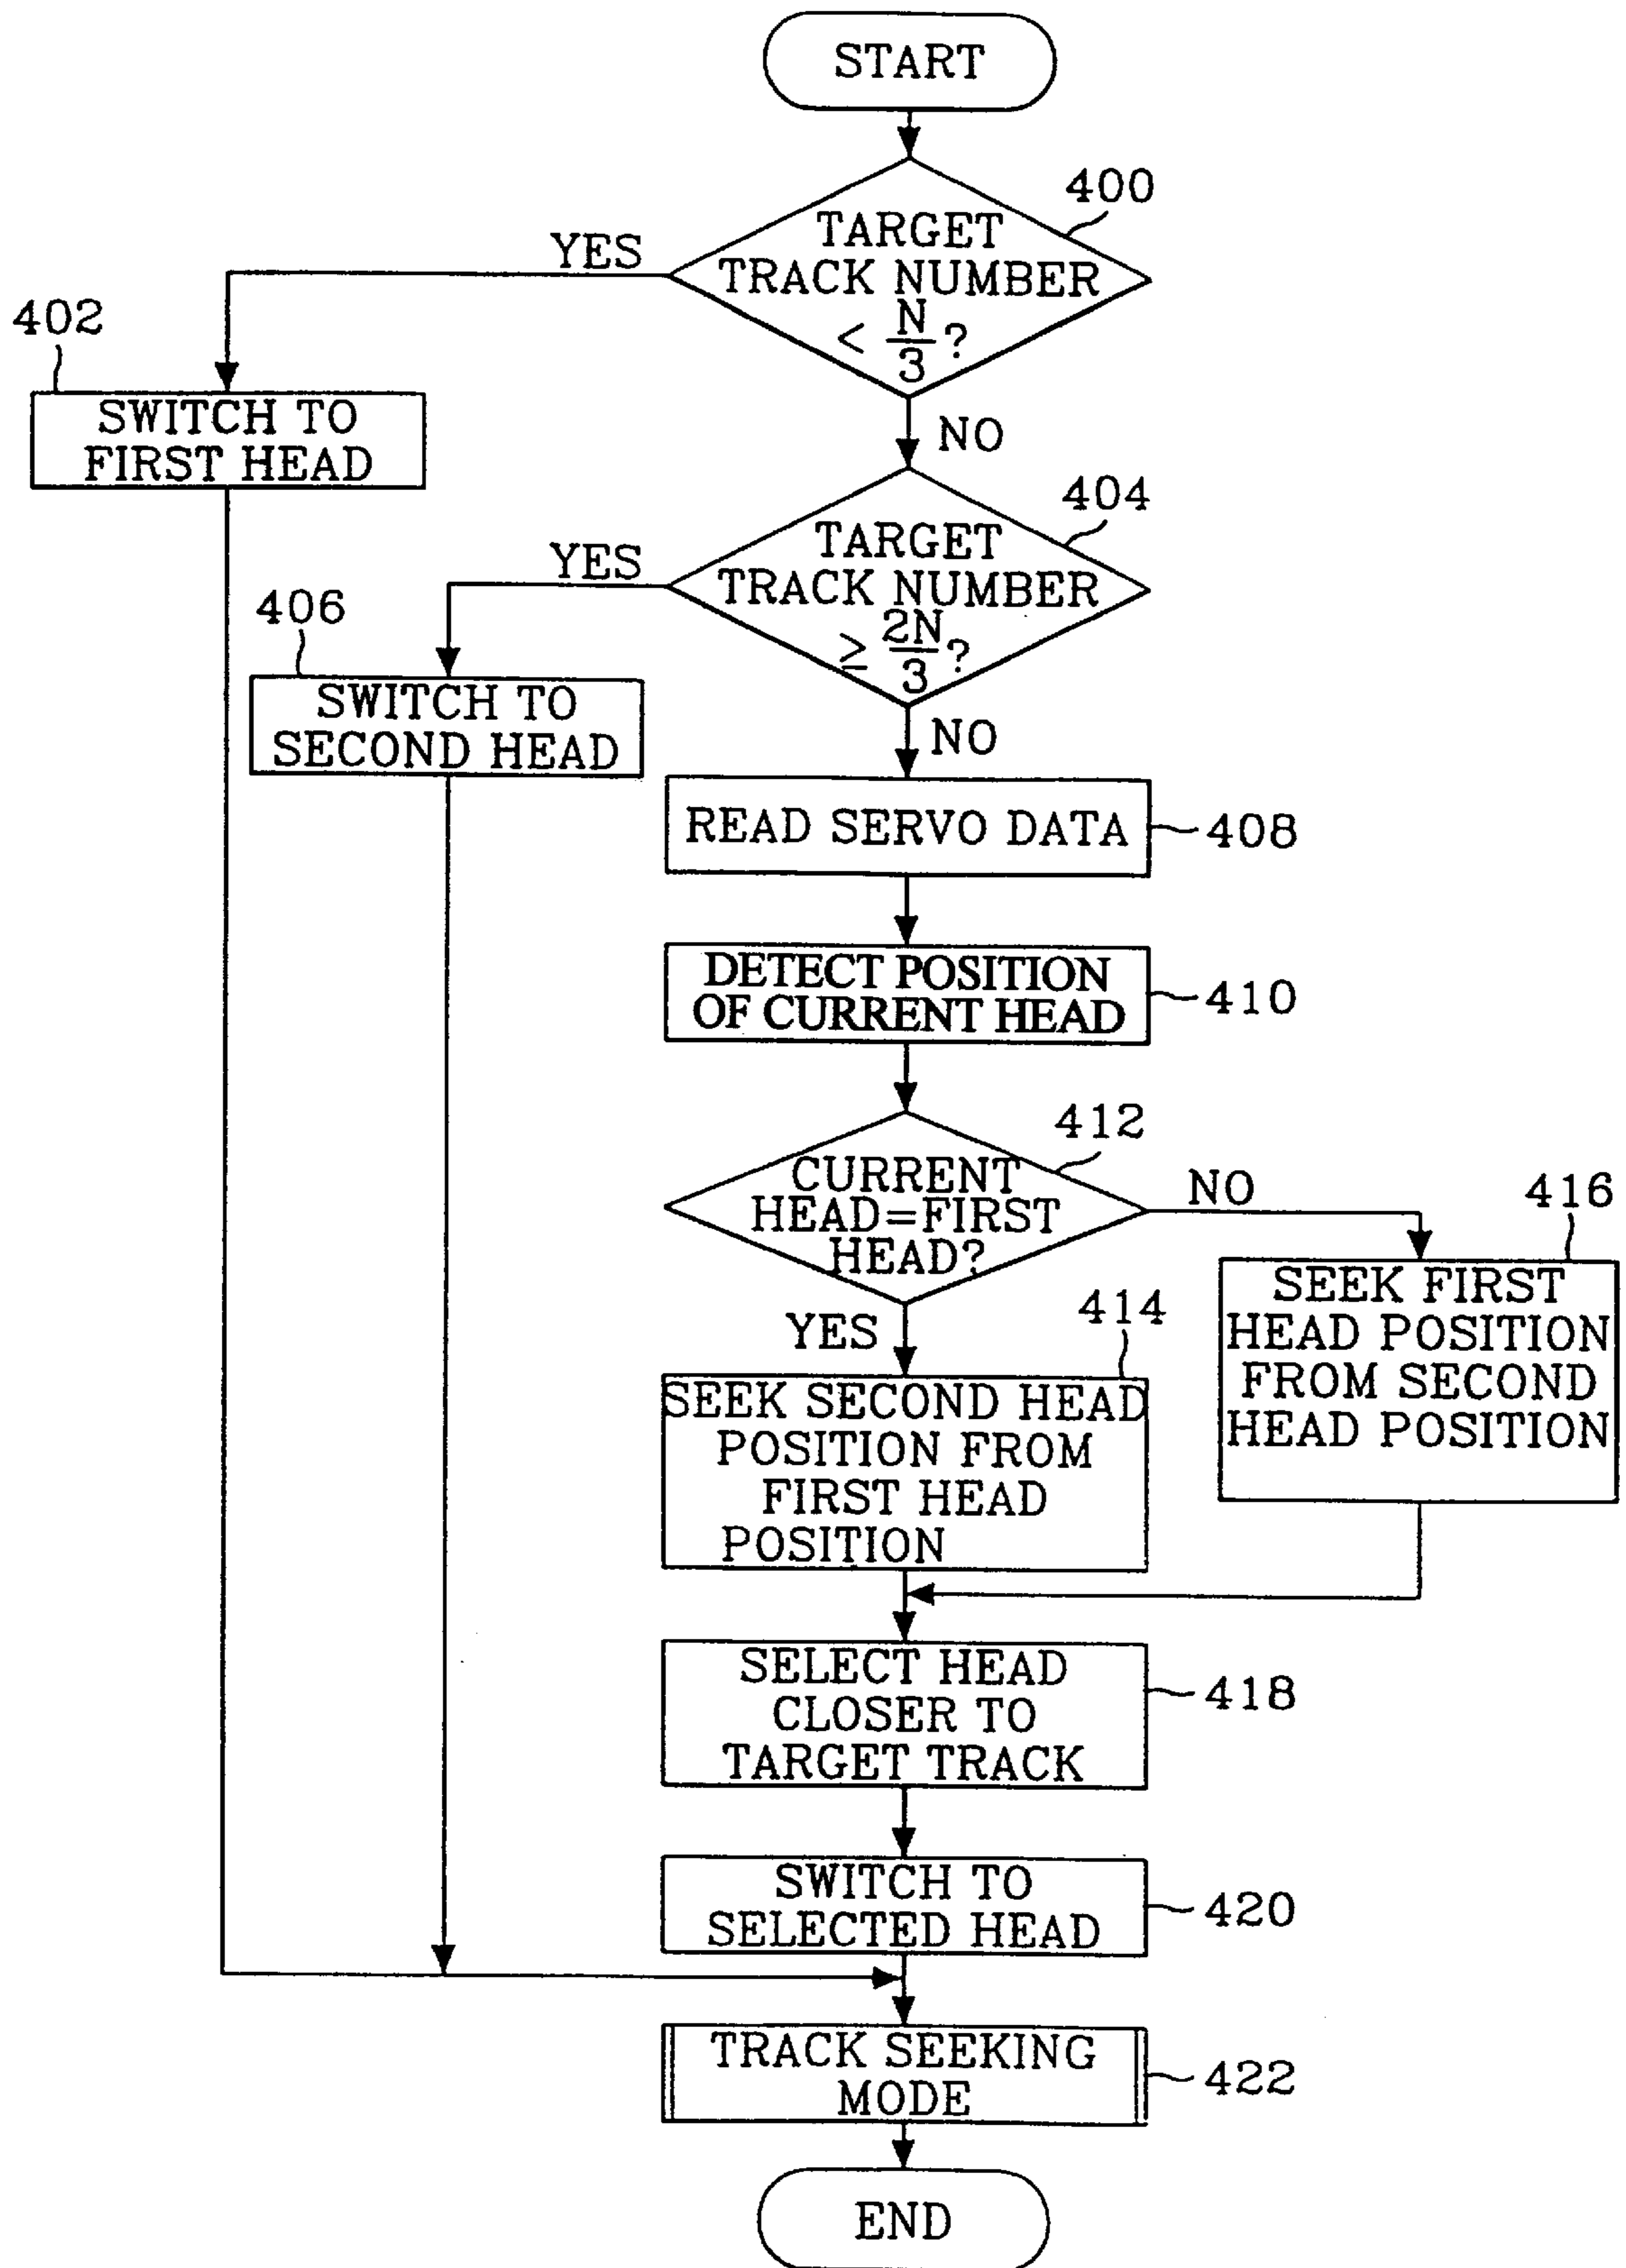 START
400
TARGET
TRACK NUMBER
< N/3 ?
YES
NO
402
SWITCH TO
FIRST HEAD
404
TARGET
TRACK NUMBER
≥ 2N/3 ?
YES
NO
406
SWITCH TO
SECOND HEAD
READ SERVO DATA
408
DETECT POSITION
OF CURRENT HEAD
410
412
CURRENT
HEAD=FIRST
HEAD?
NO
YES
416
SEEK FIRST
HEAD POSITION
FROM SECOND
HEAD POSITION
414
SEEK SECOND HEAD
POSITION FROM
FIRST HEAD
POSITION
SELECT HEAD
CLOSER TO
TARGET TRACK
418
SWITCH TO
SELECTED HEAD
420
TRACK SEEKING
MODE
422
END